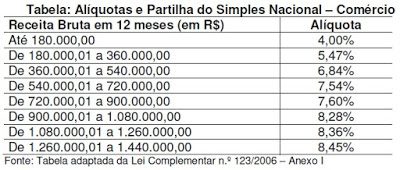 Tabela: Alíquotas e Partilha do Simples Nacional – Comércio
Receita Bruta em 12 meses (em R$) Alíquota
Até 180.000,00 4,00%
De 180.000,01 a 360.000,00 5,47%
De 360.000,01 a 540.000,00 6,84%
De 540.000,01 a 720.000,00 7,54%
De 720.000,01 a 900.000,00 7,60%
De 900.000,01 a 1.080.000,00 8,28%
De 1.080.000,01 a 1.260.000,00 8,36%
De 1.260.000,01 a 1.440.000,00 8,45%
Fonte: Tabela adaptada da Lei Complementar n.º 123/2006 – Anexo I